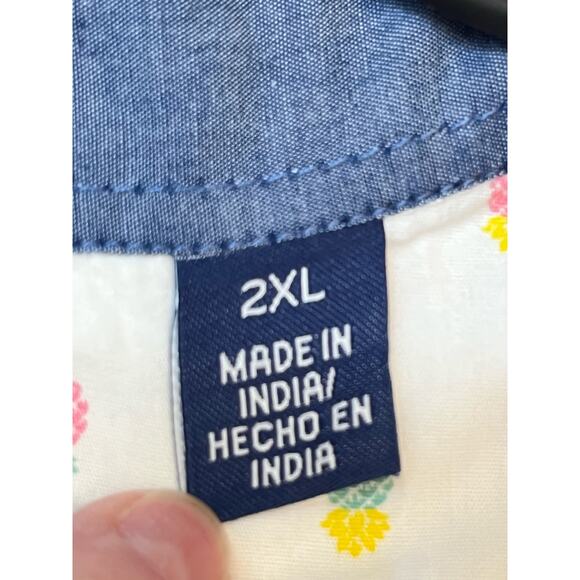 2XL
MADE IN
INDIA/
HECHO EN
INDIA